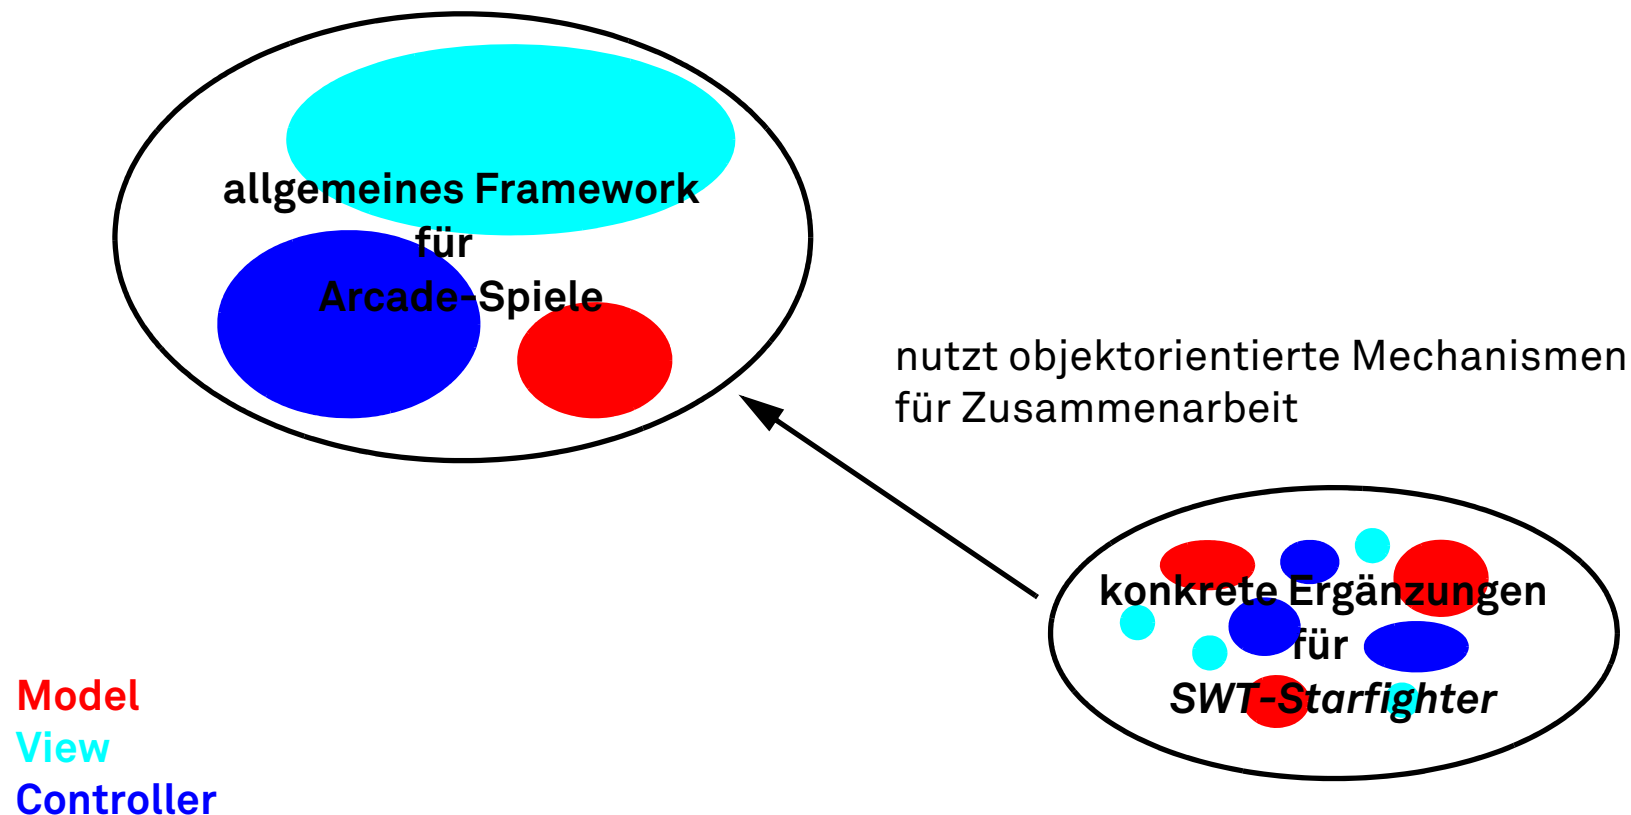 allgemeines Framework
für
Arcade-Spiele
nutzt objektorientierte Mechanismen
für Zusammenarbeit
konkrete Ergänzungen
für
SWT-Starfighter
Model
View
Controller